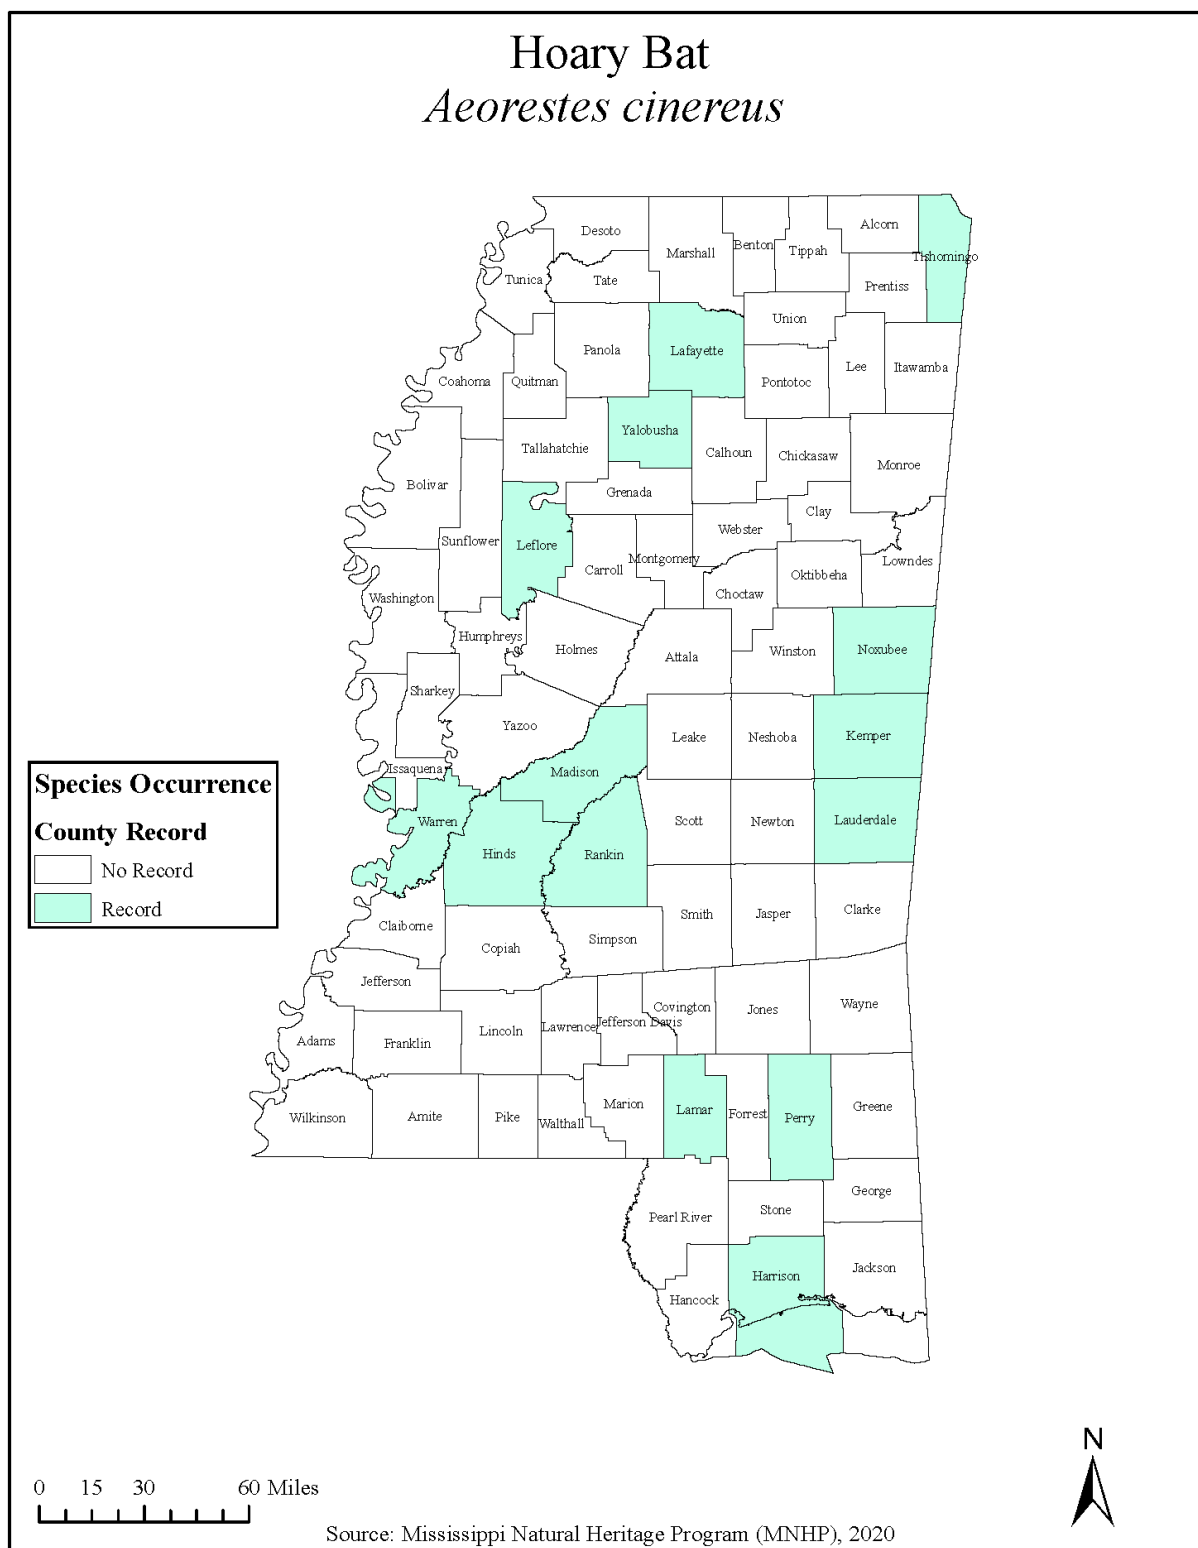 Hoary Bat
Aeorestes cinereus
Desoto
Marshall
Benton
Tippah
Alcorn
Tishomingo
Tunica
Tate
Prentiss
Union
Panola
Lafayette
Lee
Itawamba
Coahoma
Quitman
Pontotoc
Tallahatchie
Yalobusha
Calhoun
Chickasaw
Monroe
Bolivar
Grenada
Clay
Sunflower
Leflore
Webster
Carroll
Montgomery
Oktibbeha
Lowndes
Washington
Choctaw
Humphreys
Holmes
Attala
Winston
Noxubee
Sharkey
Yazoo
Leake
Neshoba
Kemper
Issaquena
Madison
Warren
Scott
Newton
Lauderdale
Hinds
Rankin
Species Occurrence
County Record
No Record
Record
Claiborne
Copiah
Simpson
Smith
Jasper
Clarke
Jefferson
Adams
Franklin
Lincoln
Lawrence
Jefferson Davis
Covington
Jones
Wayne
Wilkinson
Amite
Pike
Walthall
Marion
Lamar
Forrest
Perry
Greene
Pearl River
Stone
George
Hancock
Harrison
Jackson
N
0 15 30 60 Miles
Source: Mississippi Natural Heritage Program (MNHP), 2020